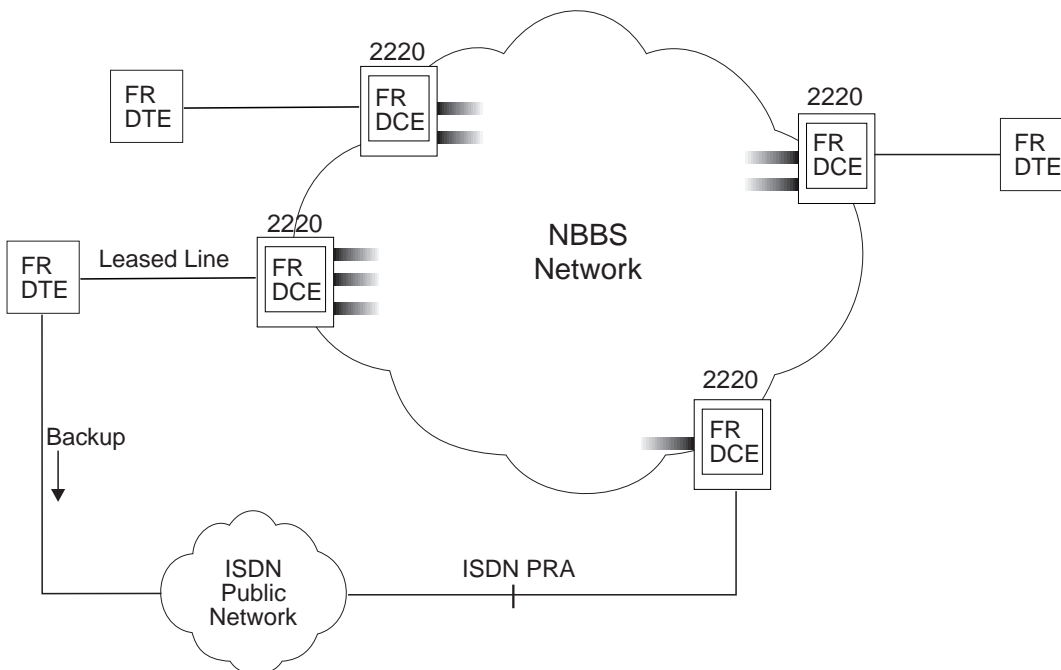 2220
FR
DTE
FR
DCE
2220
FR
DCE
FR
DTE
2220
FR
DTE
Leased Line
FR
DCE
NBBS
Network
2220
FR
DCE
Backup
ISDN
Public
Network
ISDN PRA